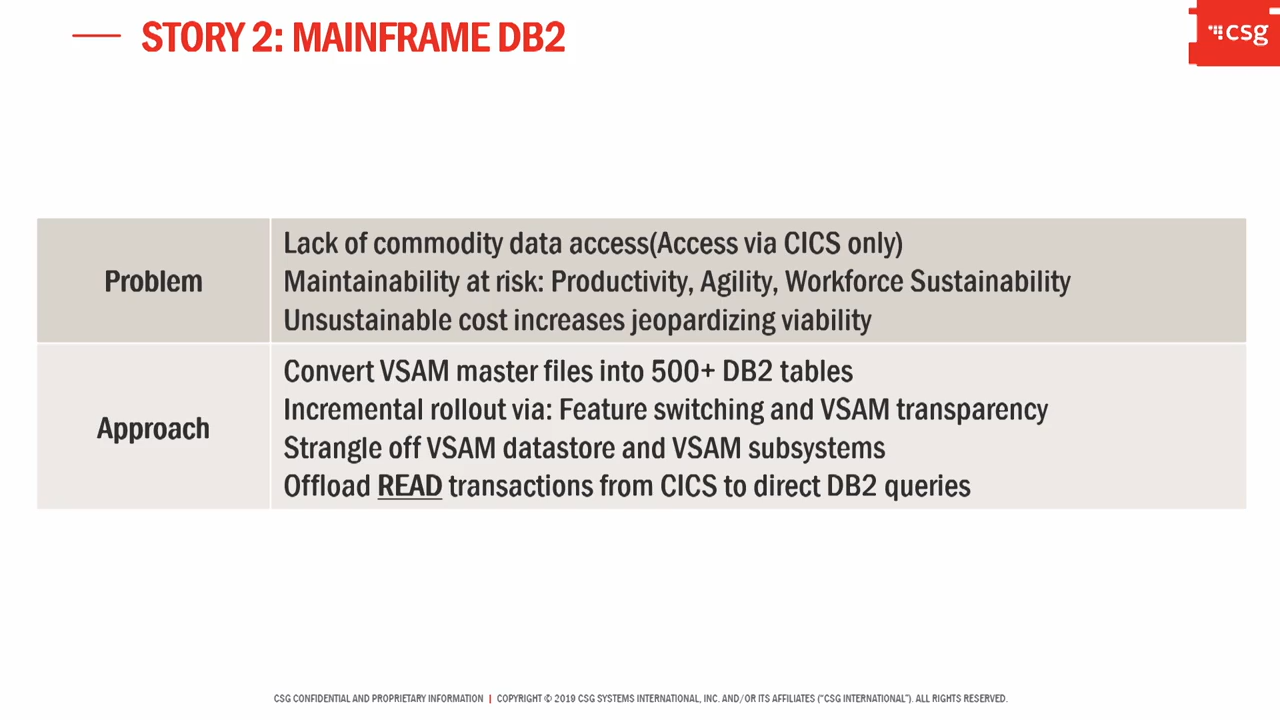 STORY 2: MAINFRAME DB2
csg
Problem
Lack of commodity data access(Access via CICS only)
Maintainability at risk: Productivity, Agility, Workforce Sustainability
Unsustainable cost increases jeopardizing viability
Approach
Convert VSAM master files into 500+ DB2 tables
Incremental rollout via: Feature switching and VSAM transparency
Strangle off VSAM datastore and VSAM subsystems
Offload READ transactions from CICS to direct DB2 queries
CSG CONFIDENTIAL AND PROPRIETARY INFORMATION | COPYRIGHT © 2019 CSG SYSTEMS INTERNATIONAL, INC. AND/OR ITS AFFILIATES ("CSG INTERNATIONAL"). ALL RIGHTS RESERVED.